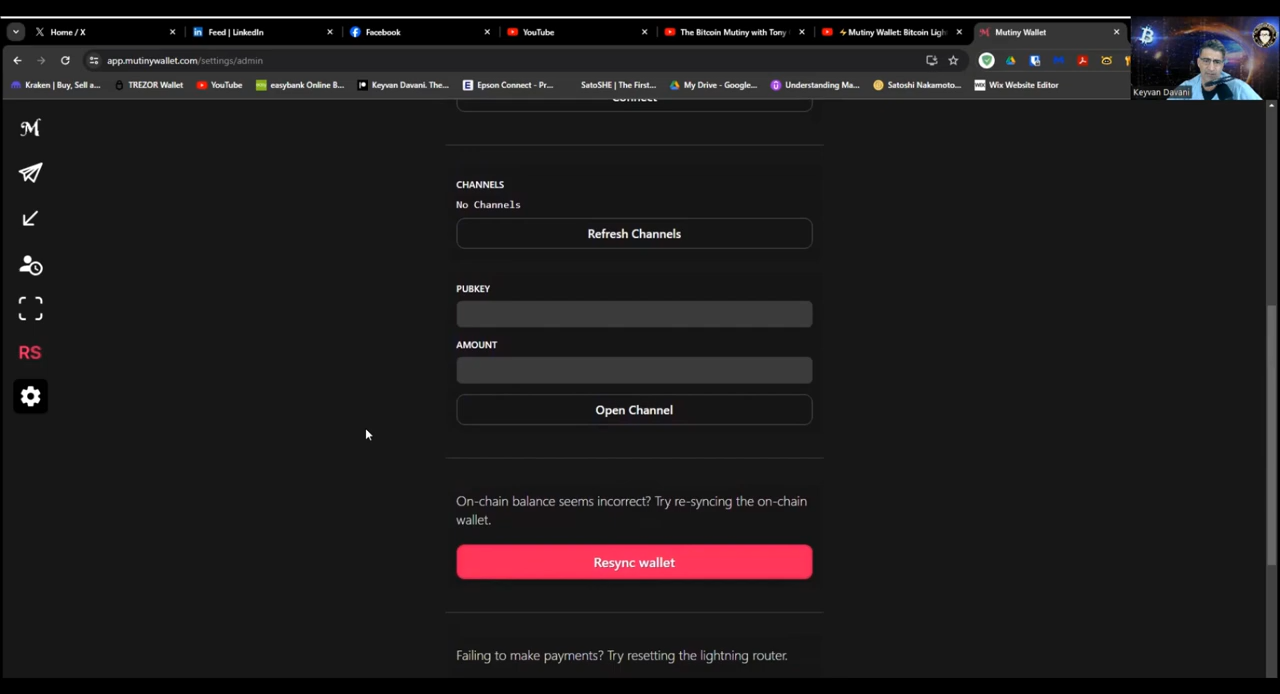 Home / X
Feed | LinkedIn
Facebook
YouTube
The Bitcoin Mutiny with Tony
⚡Mutiny Wallet: Bitcoin Ligh
Mutiny Wallet
app.mutinywallet.com/settings/admin
Kraken | Buy, Sell a...
TREZOR Wallet
YouTube
easybank Online B...
Keyvan Davani. The...
Epson Connect - Pr...
SatoSHE | The First...
My Drive - Google...
Understanding Ma...
Satoshi Nakamoto...
Wix Website Editor
Keyvan Davani
M
Connect
CHANNELS
No Channels
Refresh Channels
PUBKEY
AMOUNT
RS
Open Channel
On-chain balance seems incorrect? Try re-syncing the on-chain
wallet.
Resync wallet
Failing to make payments? Try resetting the lightning router.